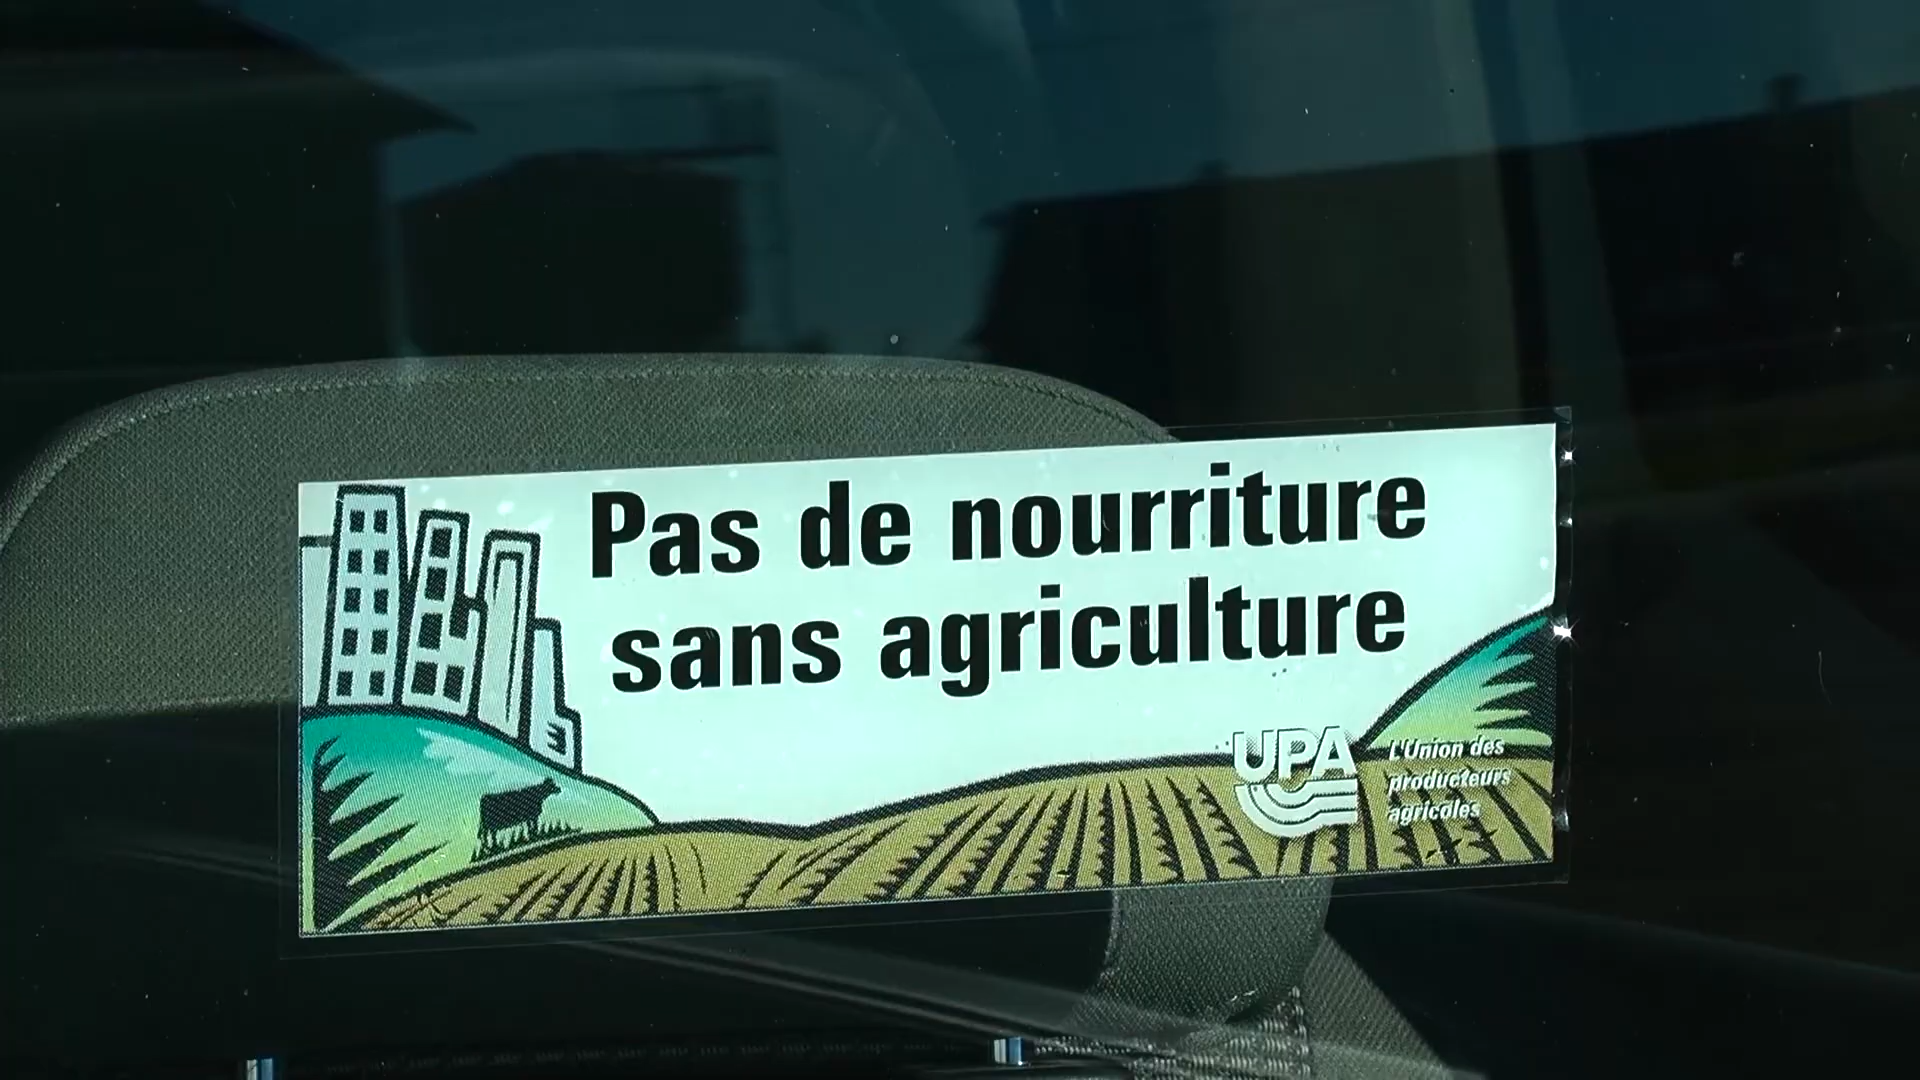 Pas de nourriture
sans agriculture
UPA
L'Union des
producteurs
agricoles